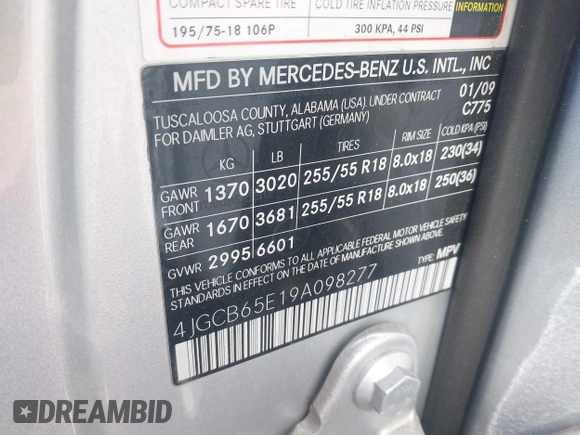 COMPACT SPARE TIRE COLD TIRE INFLATION PRESSURE INFORMATION
195/75-18 106P 300 KPA, 44 PSI
MFD BY MERCEDES-BENZ U.S. INTL., INC
TUSCALOOSA COUNTY, ALABAMA (USA). UNDER CONTRACT 01/09
FOR DAIMLER AG, STUTTGART (GERMANY) C775
KG LB TIRES RIM SIZE COLD KPA (PSI)
GAWR FRONT 1370 3020 255/55 R18 8.0x18 230(34)
GAWR REAR 1670 3681 255/55 R18 8.0x18 250(36)
GVWR 2995 6601
THIS VEHICLE CONFORMS TO ALL APPLICABLE FEDERAL MOTOR VEHICLE SAFETY
STANDARDS IN EFFECT ON THE DATE OF MANUFACTURE SHOWN ABOVE. TYPE: MPV
4JGCB65E19A098277
DREAMBID